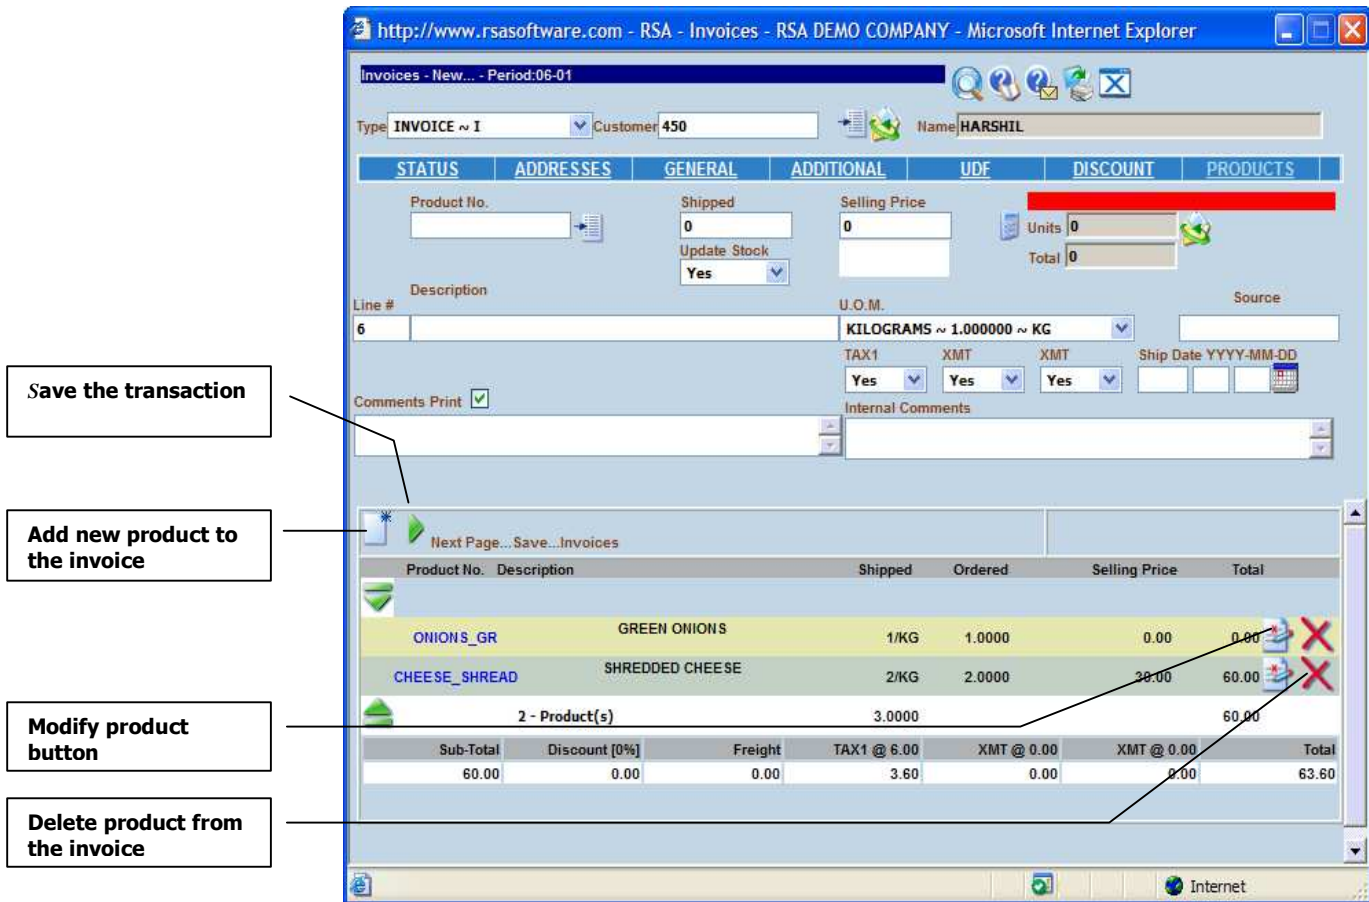 http://www.rsasoftware.com - RSA - Invoices - RSA DEMO COMPANY - Microsoft Internet Explorer
Invoices - New... - Period:06-01
Type INVOICE ~ I Customer 450 Name HARSHIL
STATUS ADDRESSES GENERAL ADDITIONAL UDF DISCOUNT PRODUCTS
Product No. Shipped Selling Price
0 0 Units 0
Update Stock Total 0
Yes
Description
Line # U.O.M. Source
6 KILOGRAMS ~ 1.000000 ~ KG
TAX1 XMT XMT Ship Date YYYY-MM-DD
Yes Yes Yes
Comments Print Internal Comments
Save the transaction
Add new product to
the invoice
Next Page...Save...Invoices
Product No. Description Shipped Ordered Selling Price Total
ONIONS_GR GREEN ONIONS 1/KG 1.0000 0.00 0.00
CHEESE_SHREAD SHREDDED CHEESE 2/KG 2.0000 30.00 60.00
2 - Product(s) 3.0000 60.00
Sub-Total Discount [0%] Freight TAX1 @ 6.00 XMT @ 0.00 XMT @ 0.00 Total
60.00 0.00 0.00 3.60 0.00 0.00 63.60
Modify product
button
Delete product from
the invoice
Internet